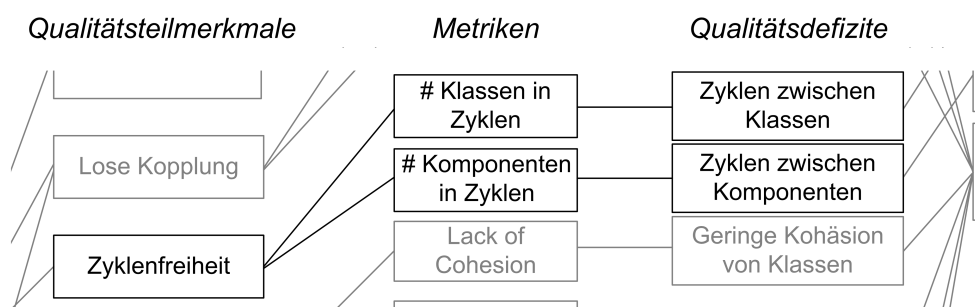 Qualitätsteilmerkmale
Metriken
Qualitätsdefizite
# Klassen in
Zyklen
Zyklen zwischen
Klassen
Lose Kopplung
# Komponenten
in Zyklen
Zyklen zwischen
Komponenten
Zyklenfreiheit
Lack of
Cohesion
Geringe Kohäsion
von Klassen